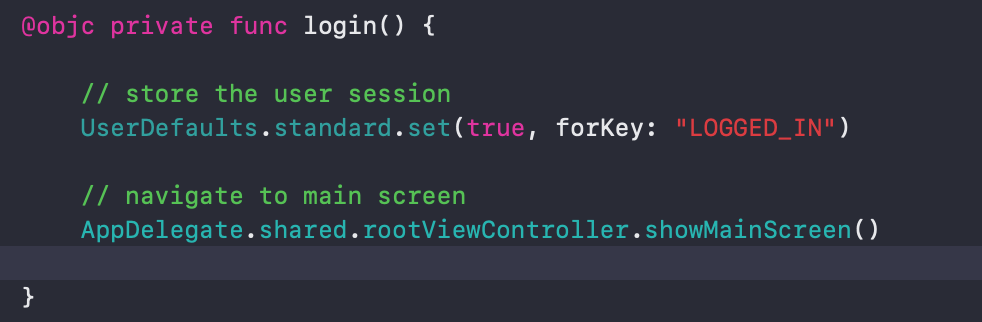 @objc private func login() {
// store the user session
UserDefaults.standard.set(true, forKey: "LOGGED_IN")
// navigate to main screen
AppDelegate.shared.rootViewController.showMainScreen()
}